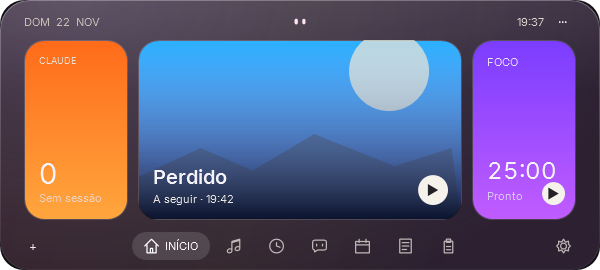 DOM 22 NOV
19:37
CLAUDE
0
Sem sessão
Perdido
A seguir · 19:42
FOCO
25:00
Pronto
+
INÍCIO